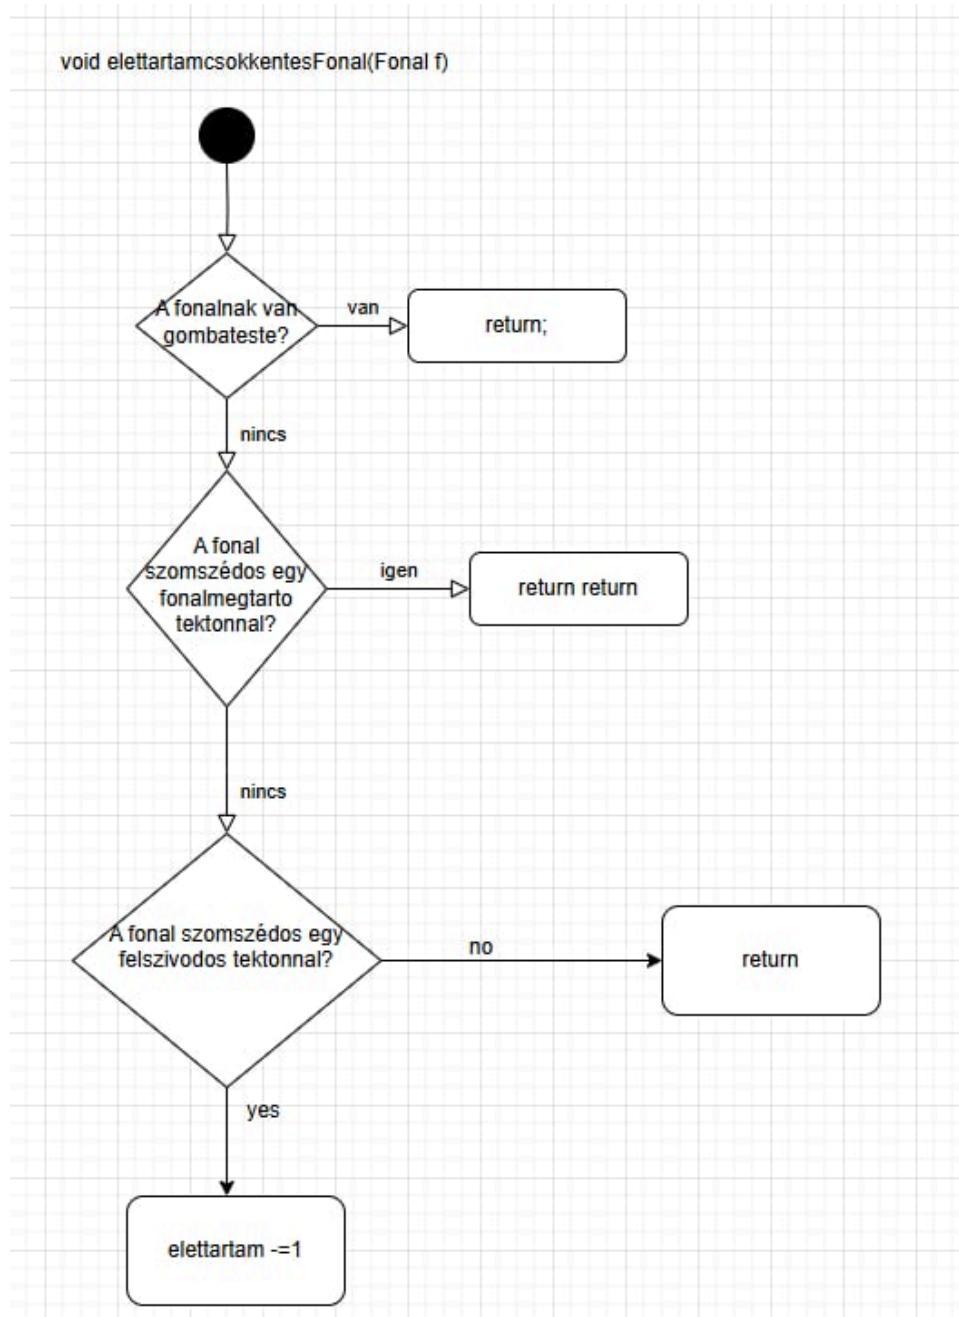 void elettartamcsokkentesFonal(Fonal f)
A fonalnak van
gombateste?
van
return;
nincs
A fonal
szomszédos egy
fonalmegtarto
tektonnal?
igen
return return
nincs
A fonal szomszédos egy
felszivodos tektonnal?
no
return
yes
elettartam -=1